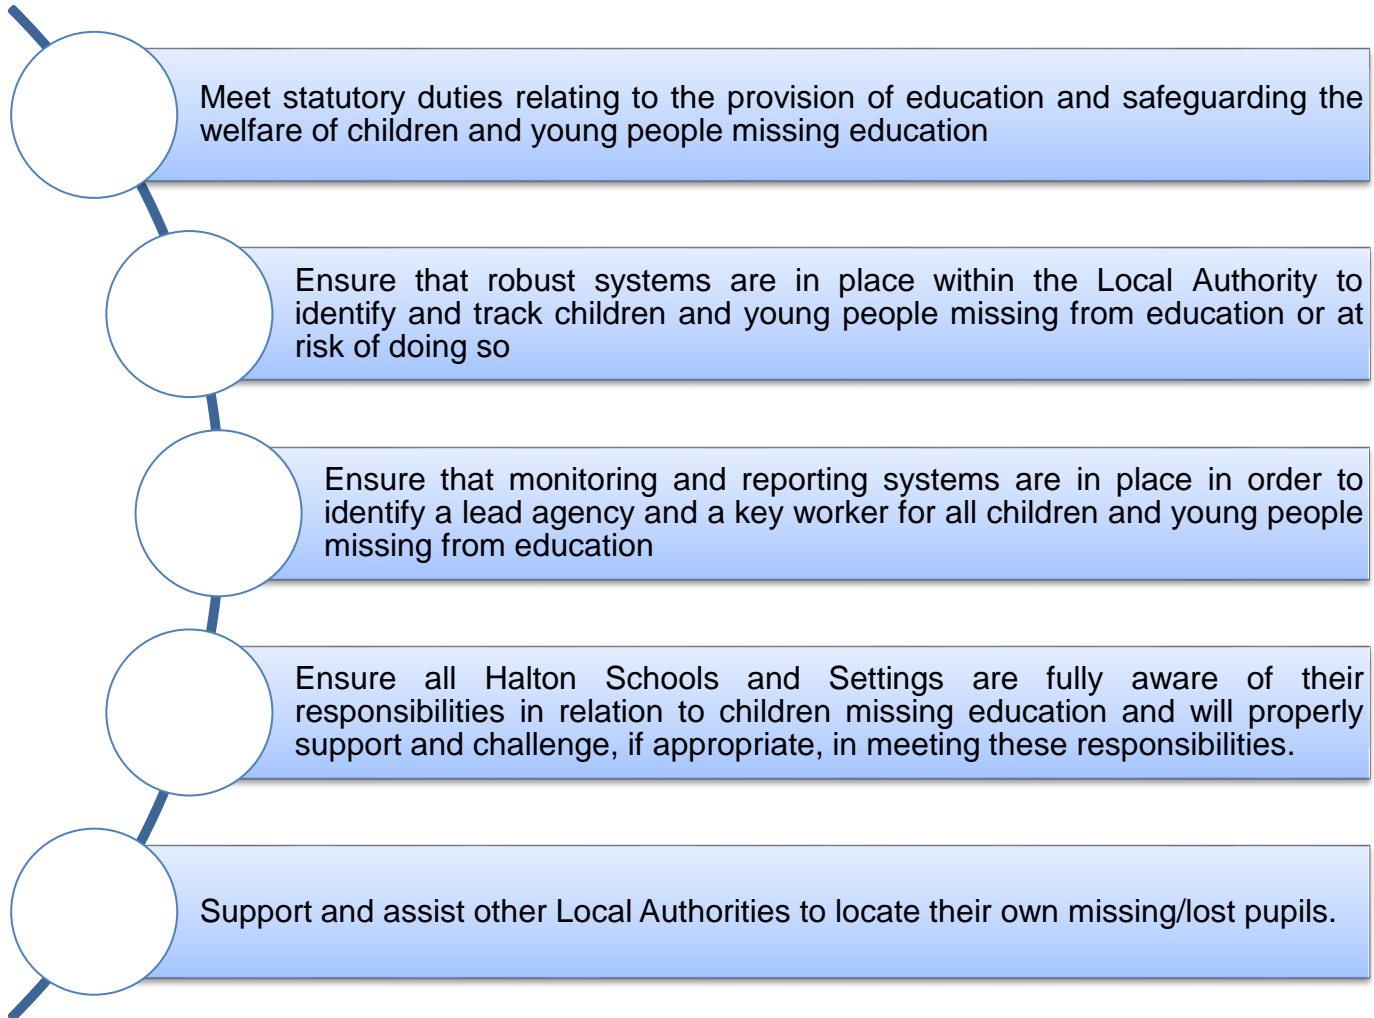 Meet statutory duties relating to the provision of education and safeguarding the
welfare of children and young people missing education
Ensure that robust systems are in place within the Local Authority to
identify and track children and young people missing from education or at
risk of doing so
Ensure that monitoring and reporting systems are in place in order to
identify a lead agency and a key worker for all children and young people
missing from education
Ensure all Halton Schools and Settings are fully aware of their
responsibilities in relation to children missing education and will properly
support and challenge, if appropriate, in meeting these responsibilities.
Support and assist other Local Authorities to locate their own missing/lost pupils.